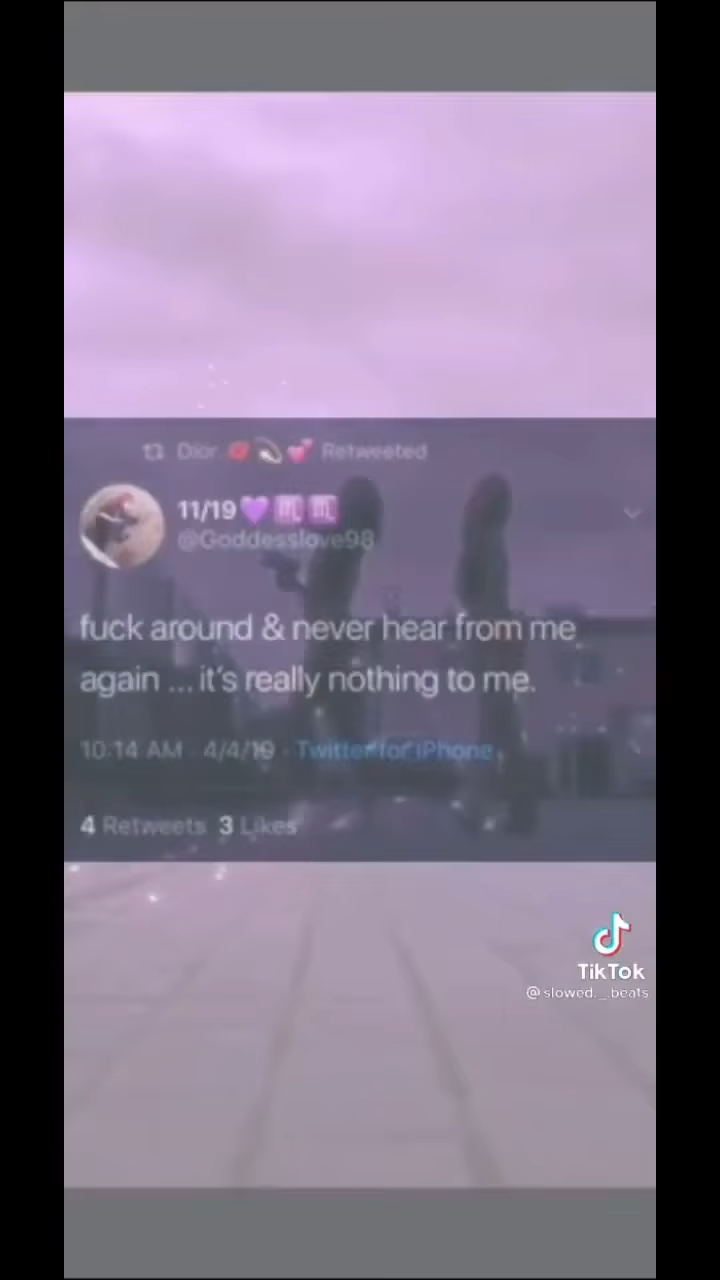 Dior 💋💫💕 Retweeted
11/19💜♏♏
@Goddesslove98
fuck around & never hear from me
again ... it's really nothing to me.
10:14 AM · 4/4/19 · Twitter for iPhone
4 Retweets 3 Likes
TikTok
@slowed._.beats